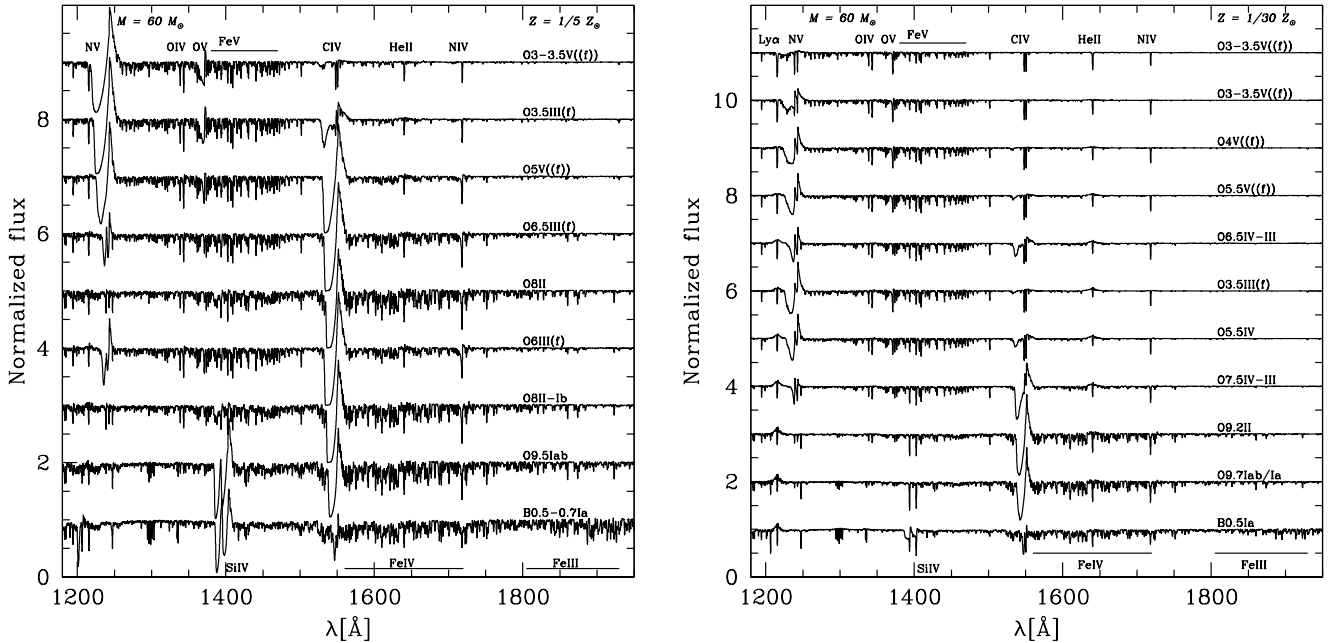 M = 60 M☉ Z = 1/5 Z☉
NV OIV OV FeV CIV HeII NIV
O3-3.5V((f))
O3.5III(f)
O5V((f))
O6.5III(f)
O8II
O6III(f)
O8II-Ib
O9.5Iab
B0.5-0.7Ia
SiIV FeIV FeIII
8
6
4
2
0
1200 1400 1600 1800
Normalized flux
λ[Å]
M = 60 M☉ Z = 1/30 Z☉
Lyα NV OIV OV FeV CIV HeII NIV
O3-3.5V((f))
O3-3.5V((f))
O4V((f))
O5.5V((f))
O6.5IV-III
O3.5III(f)
O5.5IV
O7.5IV-III
O9.2II
O9.7Iab/Ia
B0.5Ia
SiIV FeIV FeIII
10
8
6
4
2
0
1200 1400 1600 1800
Normalized flux
λ[Å]